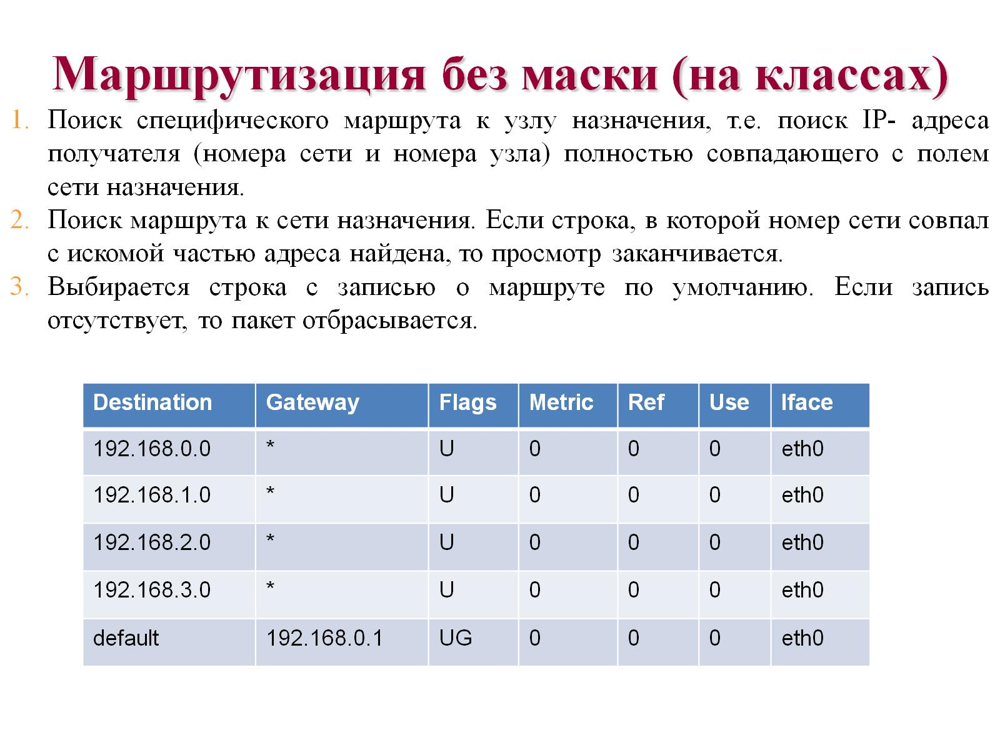 Маршрутизация без маски (на классах)
1. Поиск специфического маршрута к узлу назначения, т.е. поиск IP- адреса
получателя (номера сети и номера узла) полностью совпадающего с полем
сети назначения.
2. Поиск маршрута к сети назначения. Если строка, в которой номер сети совпал
с искомой частью адреса найдена, то просмотр заканчивается.
3. Выбирается строка с записью о маршруте по умолчанию. Если запись
отсутствует, то пакет отбрасывается.
Destination Gateway Flags Metric Ref Use Iface
192.168.0.0 * U 0 0 0 eth0
192.168.1.0 * U 0 0 0 eth0
192.168.2.0 * U 0 0 0 eth0
192.168.3.0 * U 0 0 0 eth0
default 192.168.0.1 UG 0 0 0 eth0